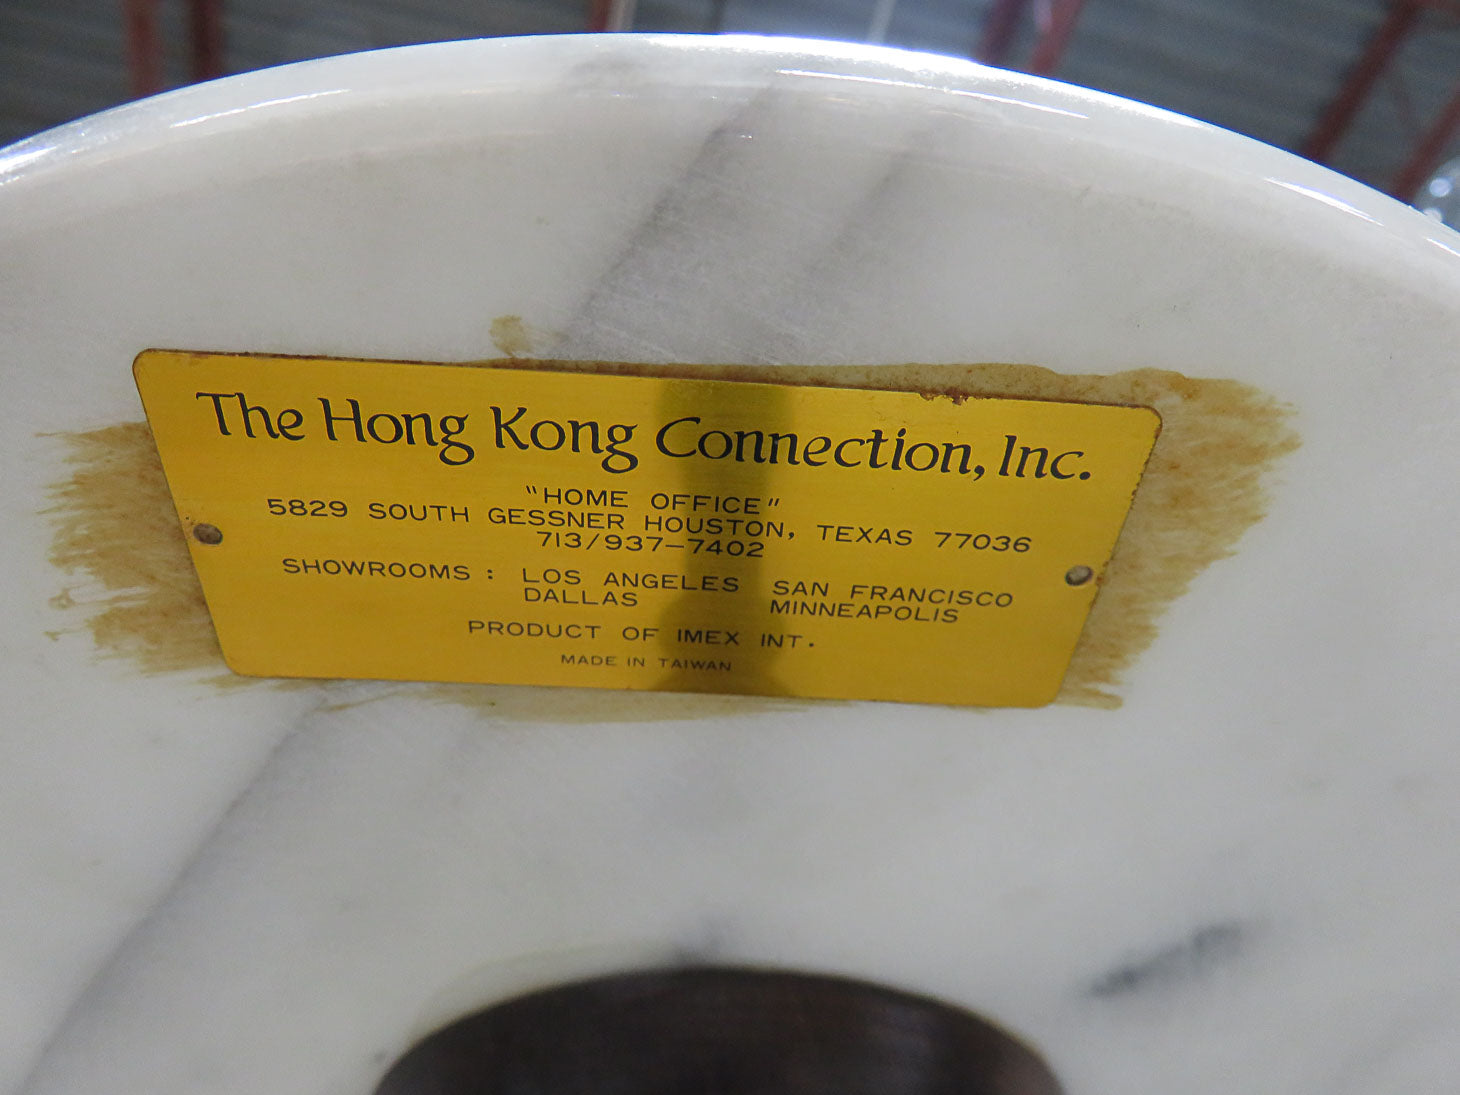 The Hong Kong Connection, Inc.
"HOME OFFICE"
5829 SOUTH GESSNER HOUSTON, TEXAS 77036
713/937-7402
SHOWROOMS : LOS ANGELES SAN FRANCISCO
DALLAS MINNEAPOLIS
PRODUCT OF IMEX INT.
MADE IN TAIWAN